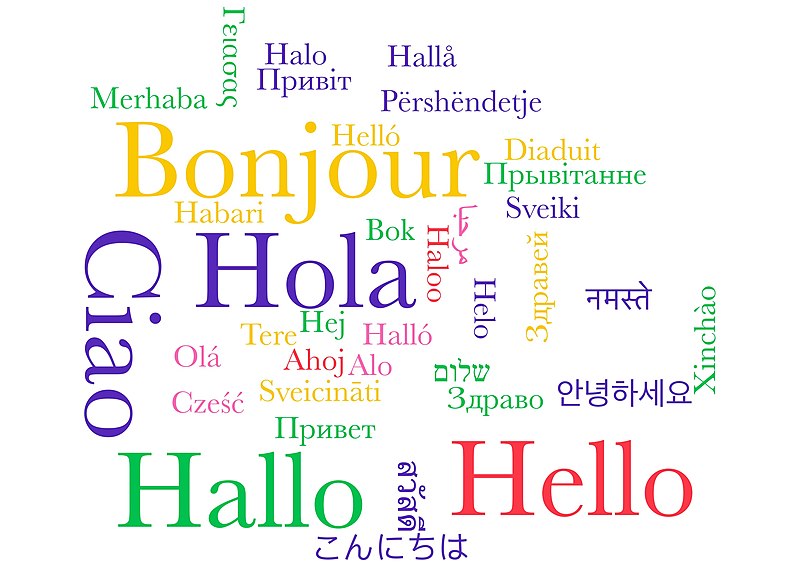 Γειασας
Halo
Hallå
Привіт
Merhaba
Përshëndetje
Bonjour
Helló
Diaduit
Прывітанне
Habari
Sveiki
Bok
مرحبا
Haloo
Здравей
Ciao
Hola
Helo
नमस्ते
Xinchào
Tere
Hej
Halló
Olá
Ahoj
Alo
שלום
Cześć
Sveicināti
Здраво
안녕하세요
Привет
Hallo
สวัสดี
Hello
こんにちは